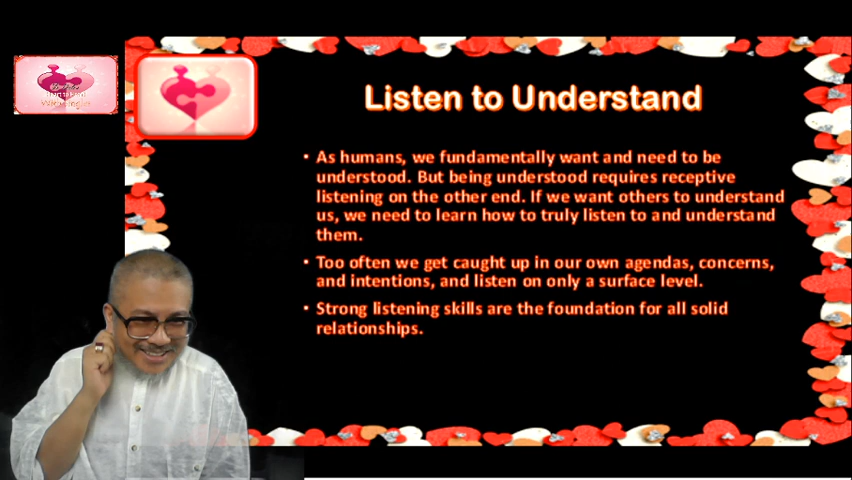 Listen to Understand
• As humans, we fundamentally want and need to be
understood. But being understood requires receptive
listening on the other end. If we want others to understand
us, we need to learn how to truly listen to and understand
them.
• Too often we get caught up in our own agendas, concerns,
and intentions, and listen on only a surface level.
• Strong listening skills are the foundation for all solid
relationships.